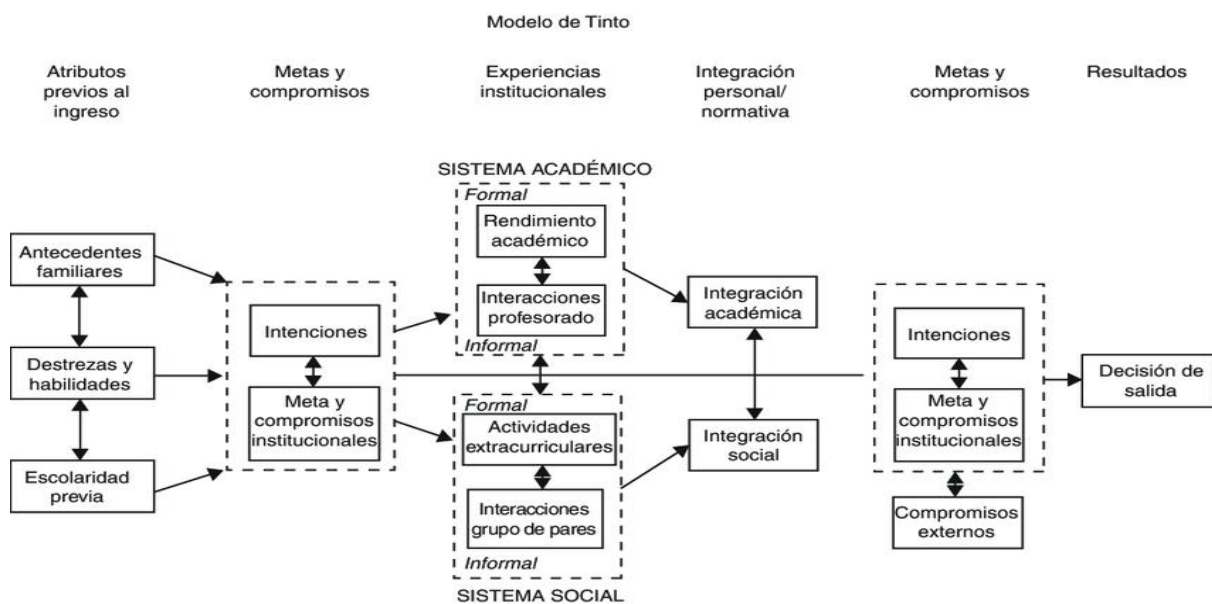 Modelo de Tinto
Atributos
previos al
ingreso
Metas y
compromisos
Experiencias
institucionales
Integración
personal/
normativa
Metas y
compromisos
Resultados
Antecedentes
familiares
Destrezas y
habilidades
Escolaridad
previa
Intenciones
Meta y
compromisos
institucionales
SISTEMA ACADÉMICO
Formal
Rendimiento
académico
Interacciones
profesorado
Informal
Formal
Actividades
extracurriculares
Interacciones
grupo de pares
Informal
SISTEMA SOCIAL
Integración
académica
Integración
social
Intenciones
Meta y
compromisos
institucionales
Compromisos
externos
Decisión de
salida